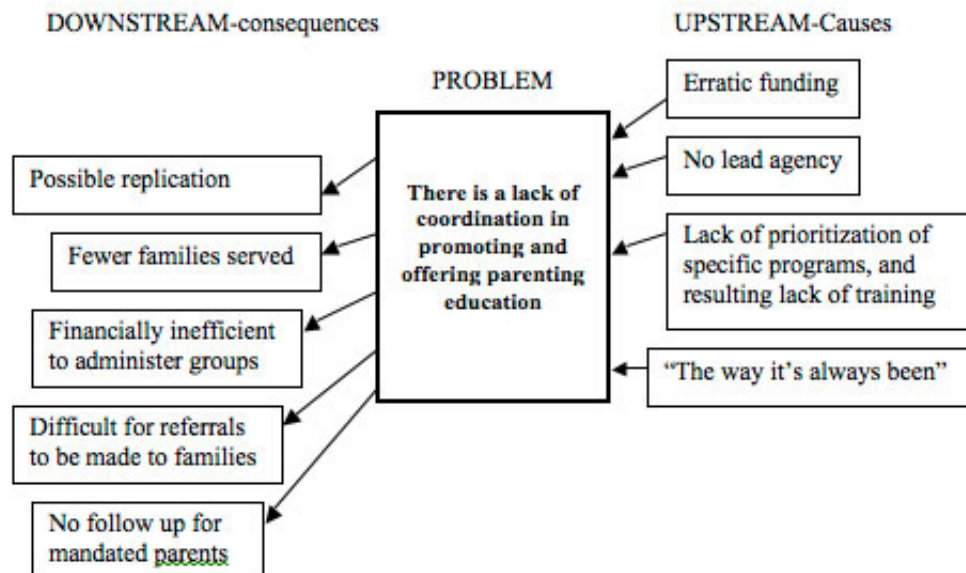 DOWNSTREAM-consequences
UPSTREAM-Causes
PROBLEM
There is a lack of
coordination in
promoting and
offering parenting
education
Possible replication
Fewer families served
Financially inefficient
to administer groups
Difficult for referrals
to be made to families
No follow up for
mandated parents
Erratic funding
No lead agency
Lack of prioritization of
specific programs, and
resulting lack of training
“The way it’s always been”